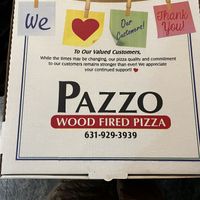 We ♥ Our Customers! Thank You!
To Our Valued Customers,
While the times may be changing, our pizza quality and commitment
to our customers remains stronger than ever! We appreciate
your continued support! ♥
PAZZO
WOOD FIRED PIZZA
631-929-3939